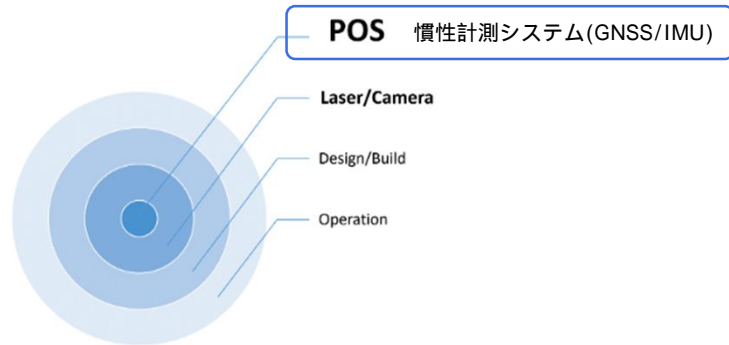 POS 慣性計測システム(GNSS/IMU)
Laser/Camera
Design/Build
Operation